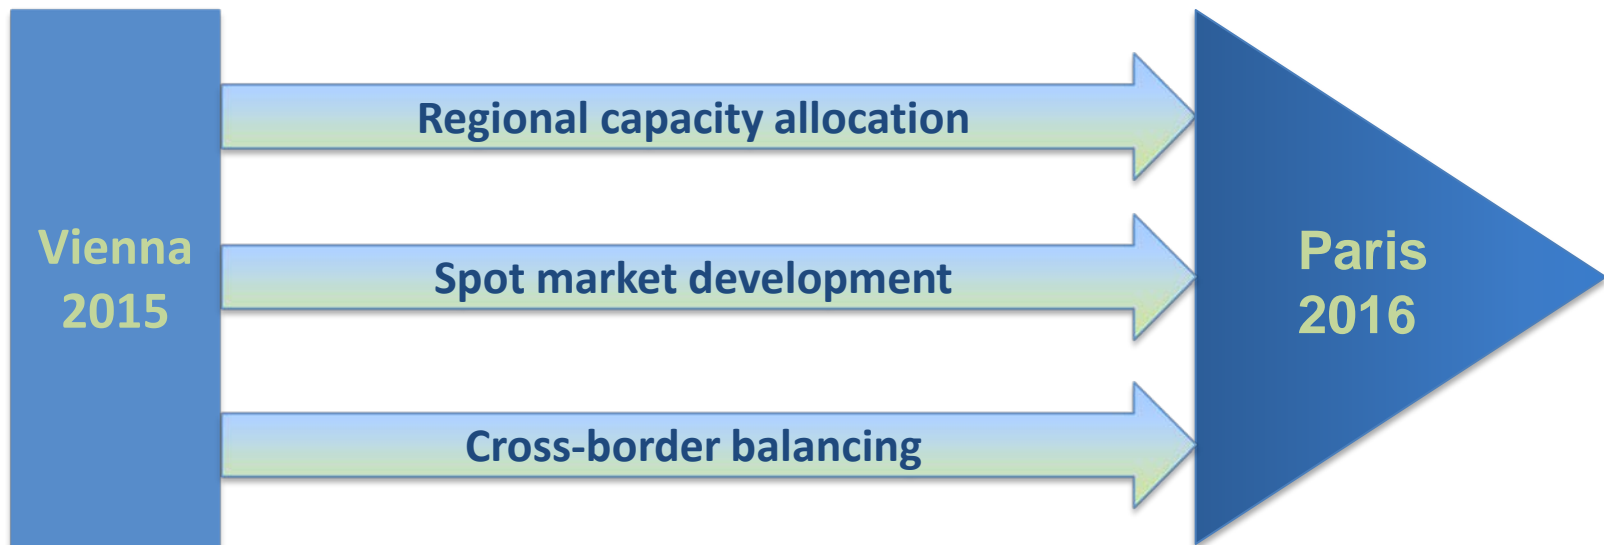 Vienna
2015
Regional capacity allocation
Spot market development
Cross-border balancing
Paris
2016